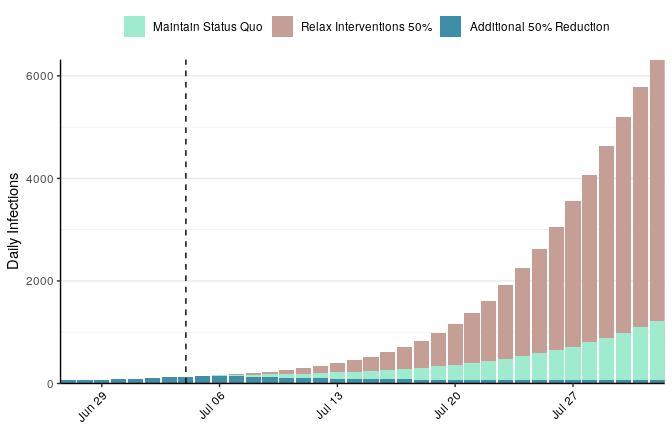 Maintain Status Quo Relax Interventions 50% Additional 50% Reduction
Daily Infections
6000
4000
2000
0
Jun 29 Jul 06 Jul 13 Jul 20 Jul 27